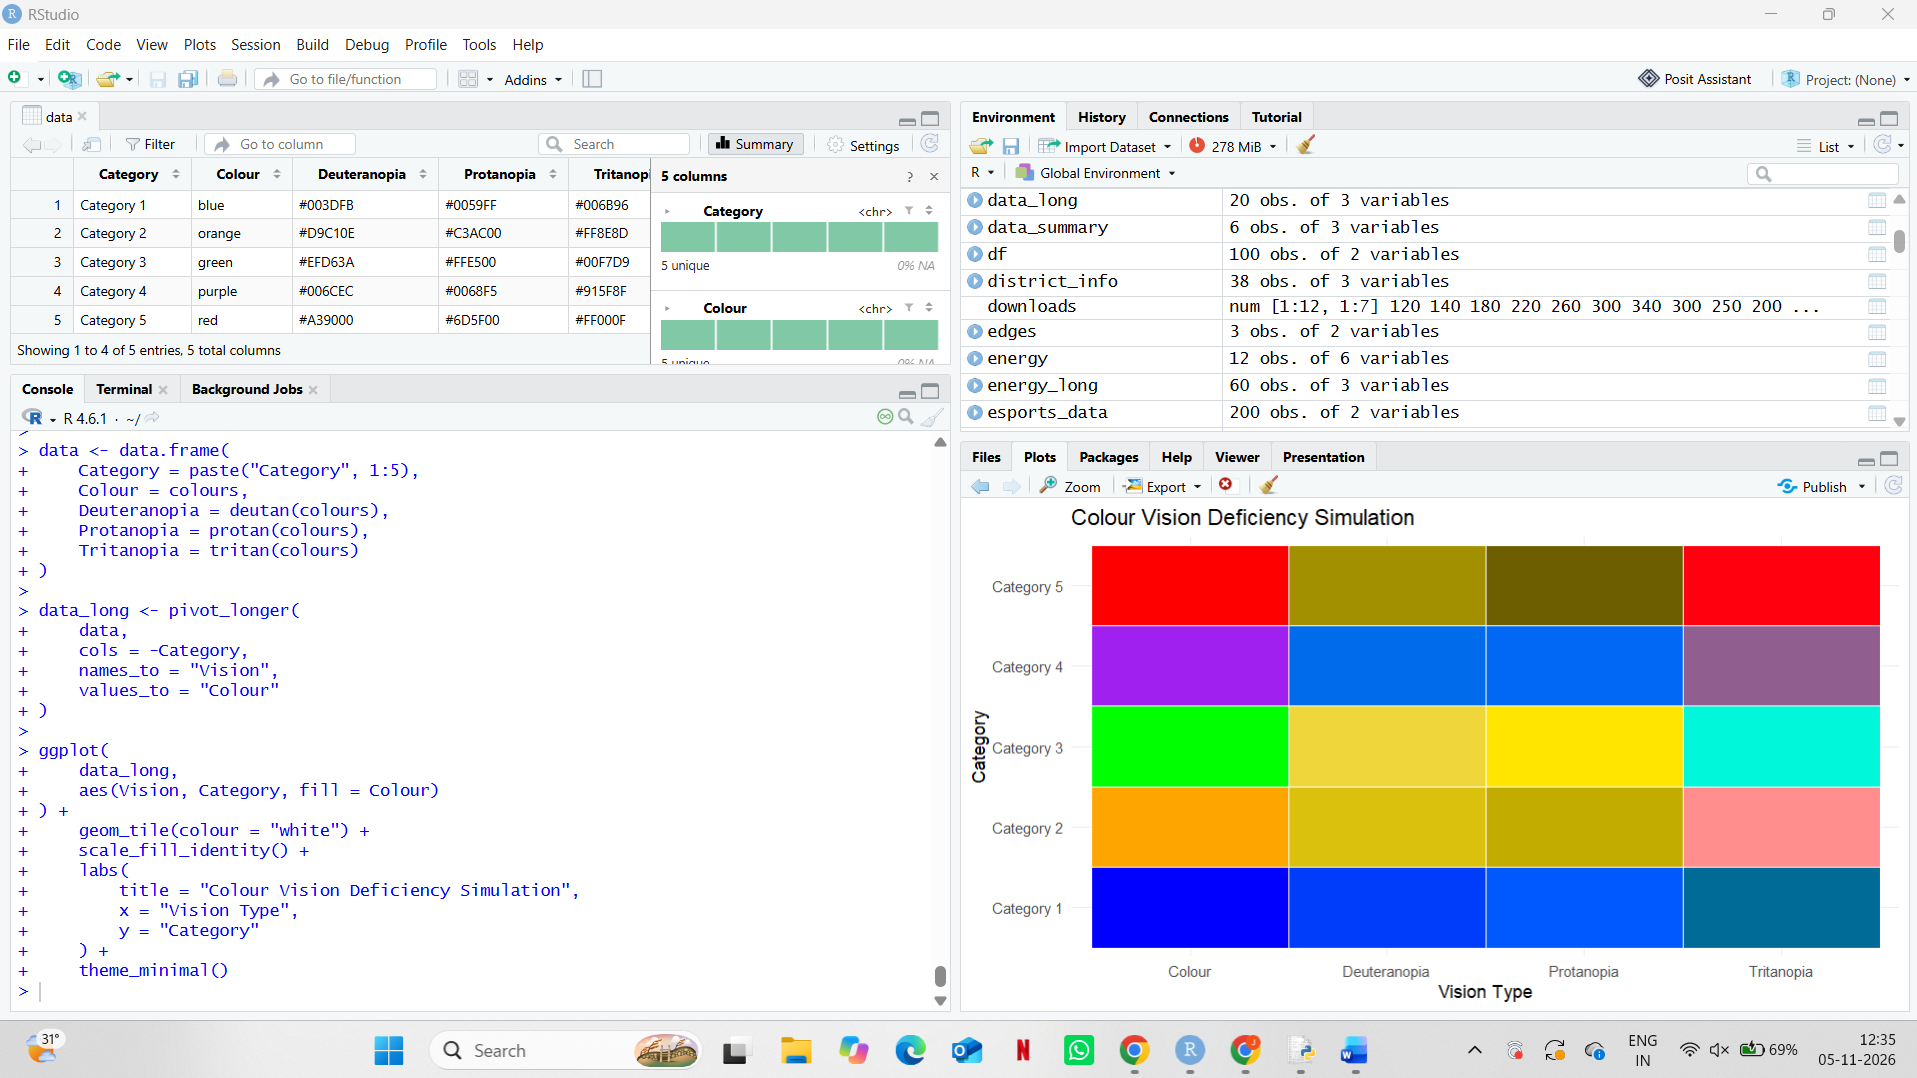 RStudio
File Edit Code View Plots Session Build Debug Profile Tools Help
Go to file/function Addins Posit Assistant Project: (None)
data
Filter Go to column Search Summary Settings
Category Colour Deuteranopia Protanopia Tritanopi
1 Category 1 blue #003DFB #0059FF #006B96
2 Category 2 orange #D9C10E #C3AC00 #FF8E8D
3 Category 3 green #EFD63A #FFE500 #00F7D9
4 Category 4 purple #006CEC #0068F5 #915F8F
5 Category 5 red #A39000 #6D5F00 #FF000F
Showing 1 to 4 of 5 entries, 5 total columns
5 columns ?
Category <chr>
5 unique 0% NA
Colour <chr>
5 unique 0% NA
Console Terminal Background Jobs
R 4.6.1 · ~/
>
> data <- data.frame(
+ Category = paste("Category", 1:5),
+ Colour = colours,
+ Deuteranopia = deutan(colours),
+ Protanopia = protan(colours),
+ Tritanopia = tritan(colours)
+ )
>
> data_long <- pivot_longer(
+ data,
+ cols = -Category,
+ names_to = "Vision",
+ values_to = "Colour"
+ )
>
> ggplot(
+ data_long,
+ aes(Vision, Category, fill = Colour)
+ ) +
+ geom_tile(colour = "white") +
+ scale_fill_identity() +
+ labs(
+ title = "Colour Vision Deficiency Simulation",
+ x = "Vision Type",
+ y = "Category"
+ ) +
+ theme_minimal()
>
Environment History Connections Tutorial
Import Dataset 278 MiB List
R Global Environment
data_long 20 obs. of 3 variables
data_summary 6 obs. of 3 variables
df 100 obs. of 2 variables
district_info 38 obs. of 3 variables
downloads num [1:12, 1:7] 120 140 180 220 260 300 340 300 250 200 ...
edges 3 obs. of 2 variables
energy 12 obs. of 6 variables
energy_long 60 obs. of 3 variables
esports_data 200 obs. of 2 variables
Files Plots Packages Help Viewer Presentation
Zoom Export Publish
Colour Vision Deficiency Simulation
Category
Category 5
Category 4
Category 3
Category 2
Category 1
Colour Deuteranopia Protanopia Tritanopia
Vision Type
31°
Search
ENG
IN
69%
12:35
05-11-2026